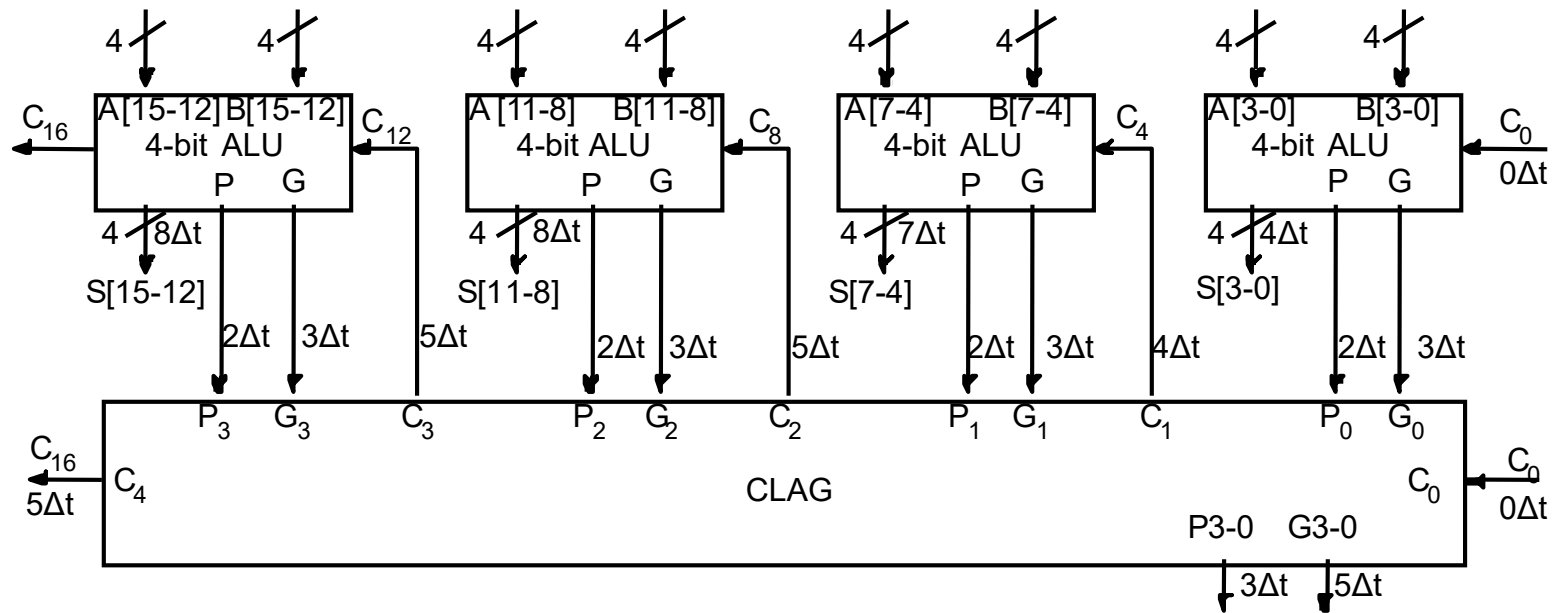 4 4 4 4 4 4 4 4
A[15-12] B[15-12] A[11-8] B[11-8] A[7-4] B[7-4] A[3-0] B[3-0]
C16 C12 C8 C4 C0
4-bit ALU 4-bit ALU 4-bit ALU 4-bit ALU
0Δt
P G P G P G P G
4 8Δt 4 8Δt 4 7Δt 4 4Δt
S[15-12] S[11-8] S[7-4] S[3-0]
2Δt 3Δt 5Δt 2Δt 3Δt 5Δt 2Δt 3Δt 4Δt 2Δt 3Δt
P3 G3 C3 P2 G2 C2 P1 G1 C1 P0 G0
C16 C0
C4 CLAG C0
5Δt 0Δt
P3-0 G3-0
3Δt 5Δt